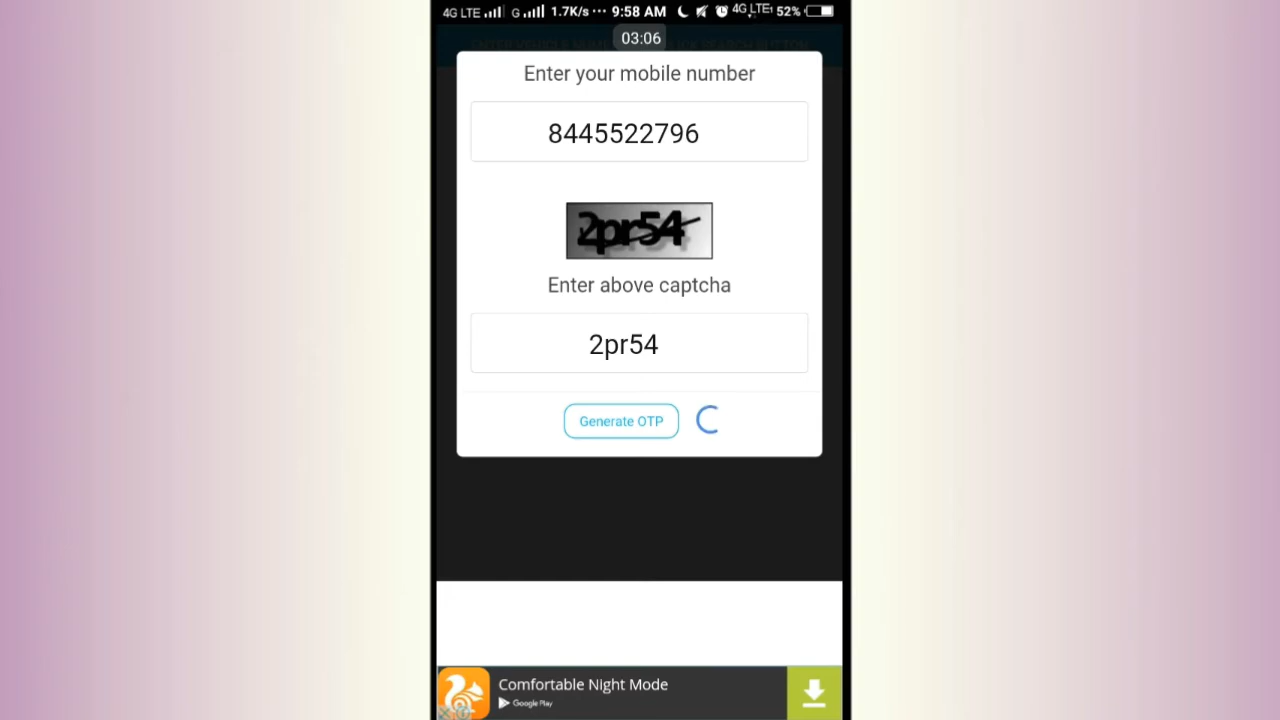 4G LTE G 1.7K/s ··· 9:58 AM 4G LTE 52%
03:06
Enter your mobile number
8445522796
2pr54
Enter above captcha
2pr54
Generate OTP
Comfortable Night Mode
Google Play